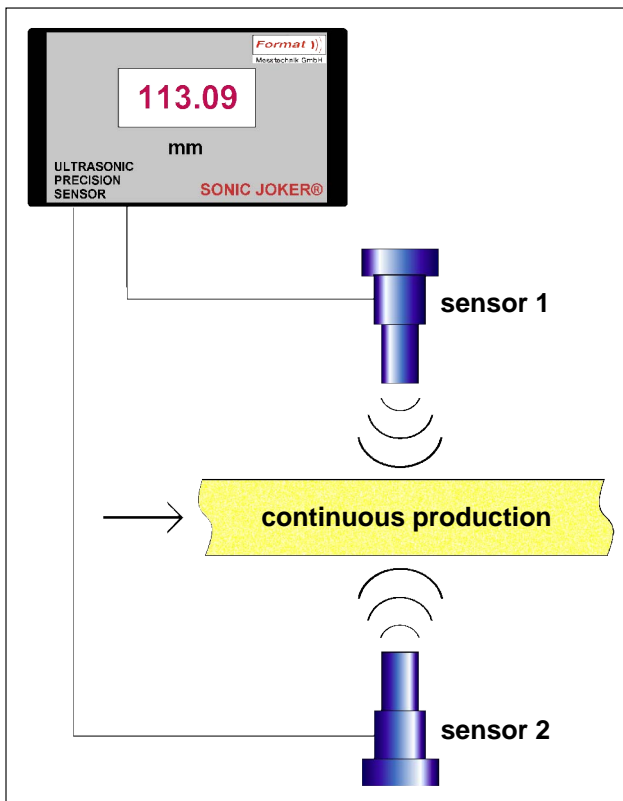 Format )))
Messtechnik GmbH
113.09
mm
ULTRASONIC
PRECISION
SENSOR
SONIC JOKER®
sensor 1
continuous production
sensor 2